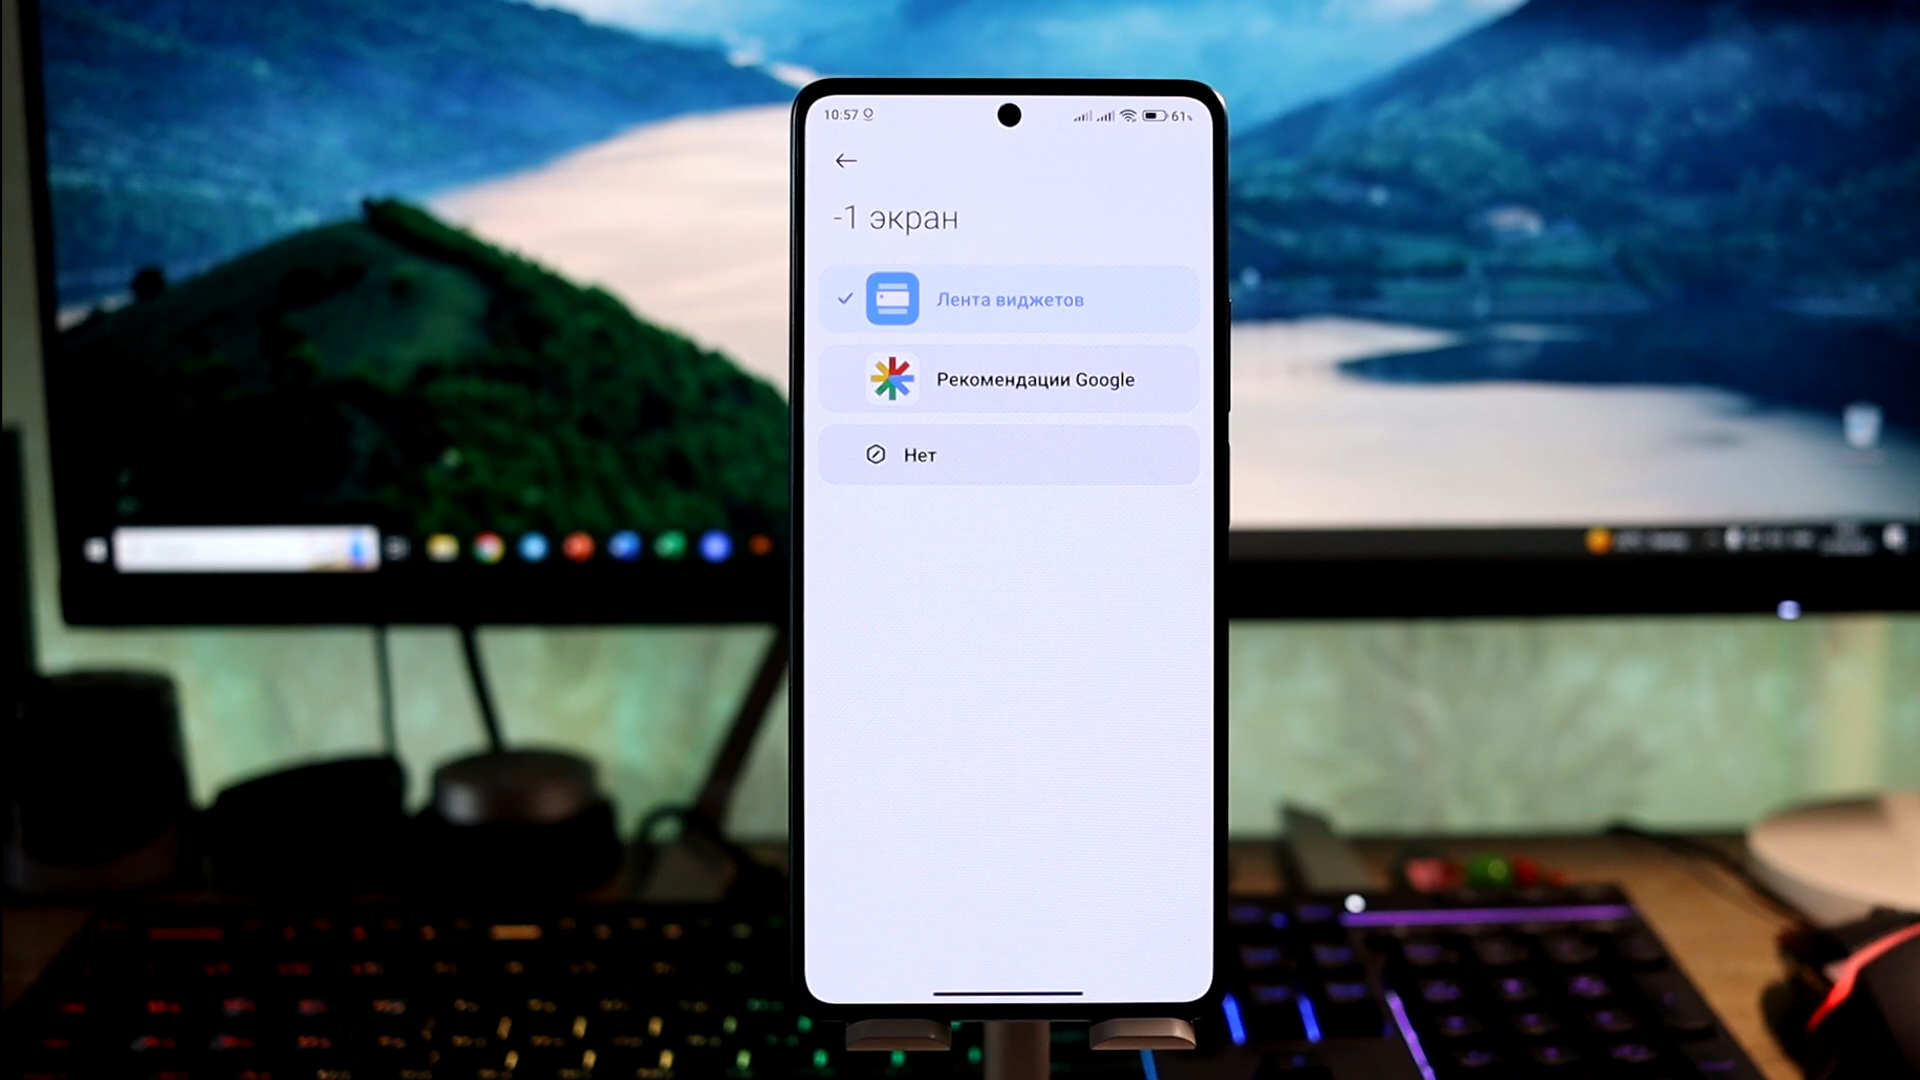 10:57 61%
-1 экран
Лента виджетов
Рекомендации Google
Нет